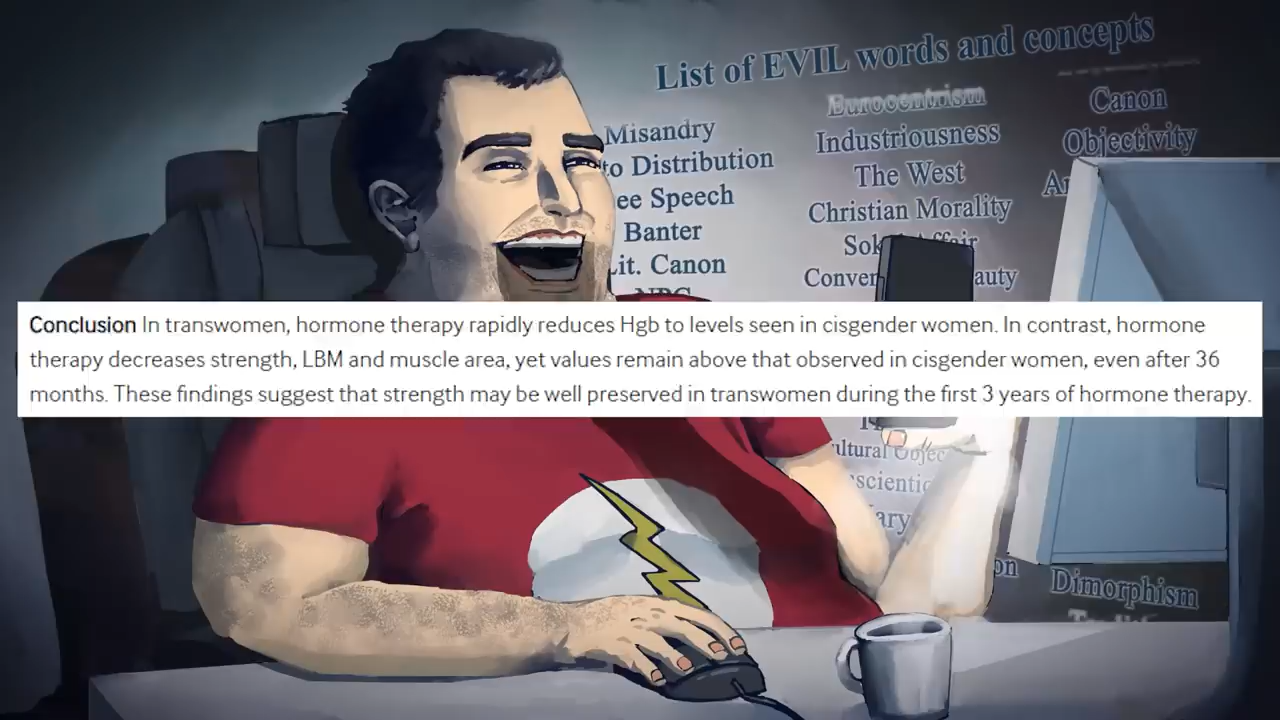 List of EVIL words and concepts
Misandry
to Distribution
ee Speech
Banter
Lit. Canon
Eurocentrism
Industriousness
The West
Christian Morality
Canon
Objectivity
Conclusion In transwomen, hormone therapy rapidly reduces Hgb to levels seen in cisgender women. In contrast, hormone
therapy decreases strength, LBM and muscle area, yet values remain above that observed in cisgender women, even after 36
months. These findings suggest that strength may be well preserved in transwomen during the first 3 years of hormone therapy.
Dimorphism